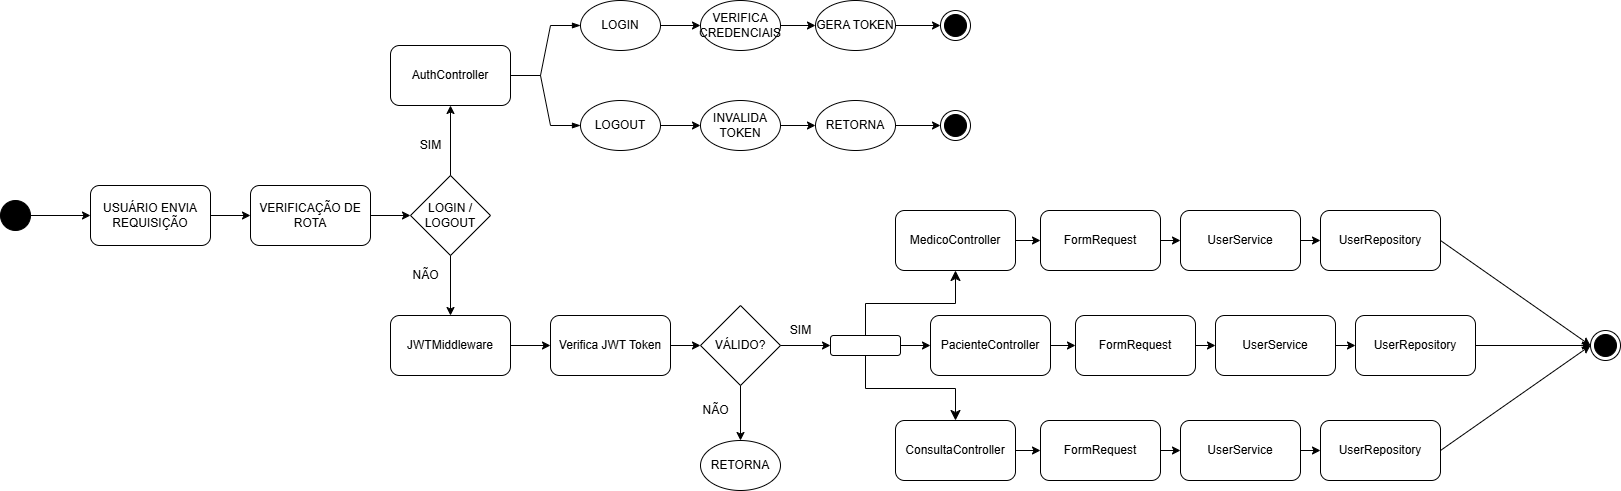 LOGIN
VERIFICA
CREDENCIAIS
GERA TOKEN
AuthController
LOGOUT
INVALIDA
TOKEN
RETORNA
SIM
USUÁRIO ENVIA
REQUISIÇÃO
VERIFICAÇÃO DE
ROTA
LOGIN /
LOGOUT
NÃO
MedicoController
FormRequest
UserService
UserRepository
JWTMiddleware
Verifica JWT Token
VÁLIDO?
SIM
PacienteController
FormRequest
UserService
UserRepository
NÃO
RETORNA
ConsultaController
FormRequest
UserService
UserRepository